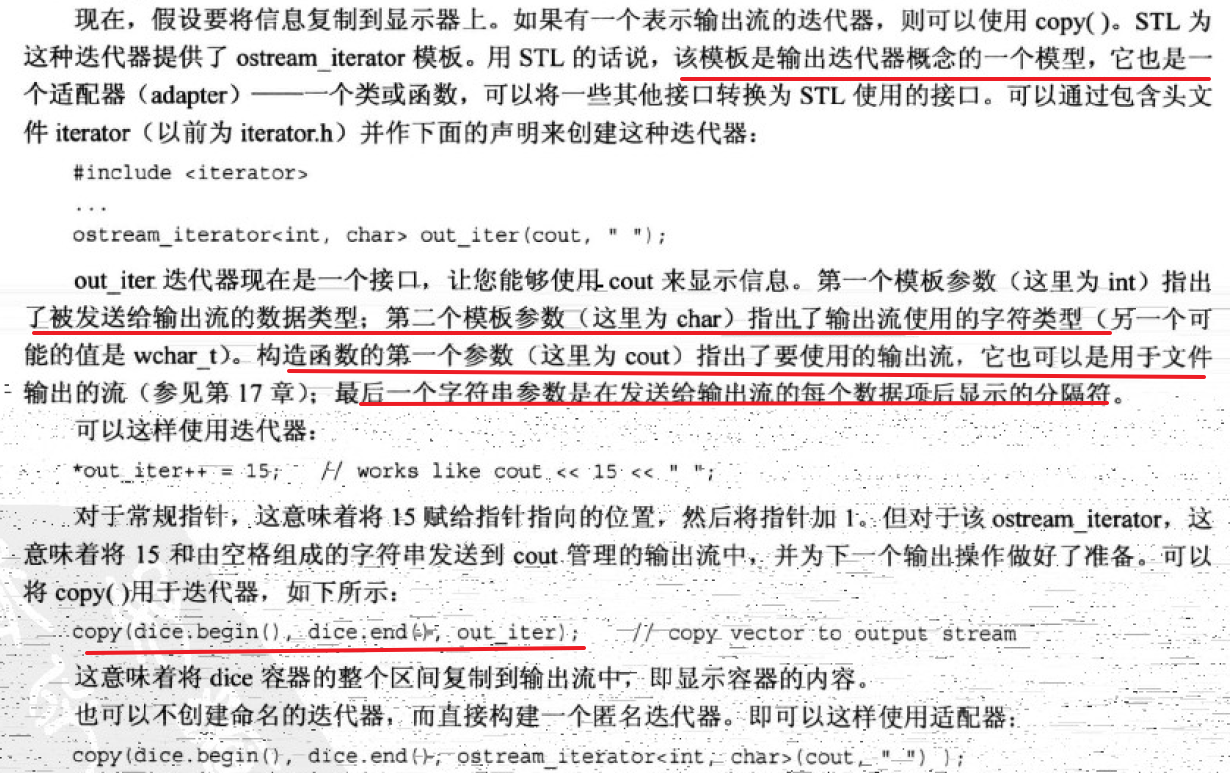 现在，假设要将信息复制到显示器上。如果有一个表示输出流的迭代器，则可以使用 copy( )。STL 为
这种迭代器提供了 ostream_iterator 模板。用 STL 的话说，该模板是输出迭代器概念的一个模型，它也是一
个适配器（adapter）——一个类或函数，可以将一些其他接口转换为 STL 使用的接口。可以通过包含头文
件 iterator（以前为 iterator.h）并作下面的声明来创建这种迭代器：
#include <iterator>
...
ostream_iterator<int, char> out_iter(cout, " ");
out_iter 迭代器现在是一个接口，让您能够使用 cout 来显示信息。第一个模板参数（这里为 int）指出
了被发送给输出流的数据类型；第二个模板参数（这里为 char）指出了输出流使用的字符类型（另一个可
能的值是 wchar_t）。构造函数的第一个参数（这里为 cout）指出了要使用的输出流，它也可以是用于文件
输出的流（参见第 17 章）；最后一个字符串参数是在发送给输出流的每个数据项后显示的分隔符。
可以这样使用迭代器：
*out_iter++ = 15; // works like cout << 15 << " ";
对于常规指针，这意味着将 15 赋给指针指向的位置，然后将指针加 1。但对于该 ostream_iterator，这
意味着将 15 和由空格组成的字符串发送到 cout 管理的输出流中，并为下一个输出操作做好了准备。可以
将 copy( )用于迭代器，如下所示：
copy(dice.begin(), dice.end(), out_iter); // copy vector to output stream
这意味着将 dice 容器的整个区间复制到输出流中，即显示容器的内容。
也可以不创建命名的迭代器，而直接构建一个匿名迭代器。即可以这样使用适配器：
copy(dice.begin(), dice.end(), ostream_iterator<int, char>(cout, " ") );